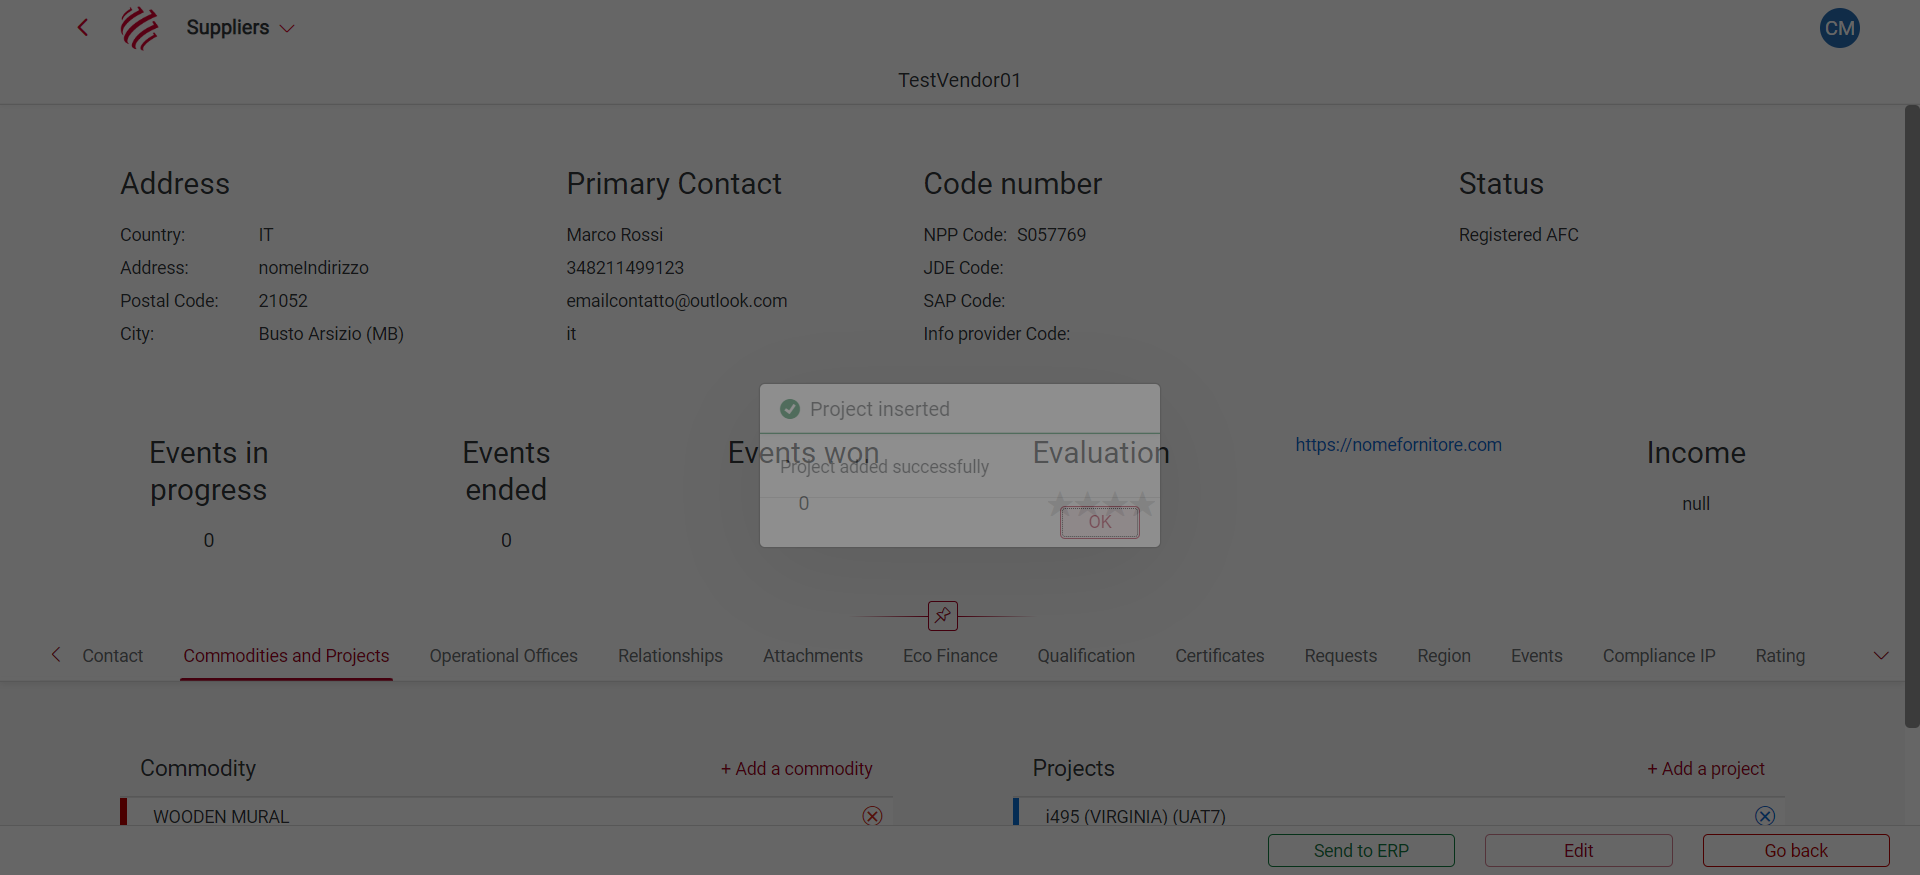 Suppliers
CM
TestVendor01
Address
Country: IT
Address: nomeIndirizzo
Postal Code: 21052
City: Busto Arsizio (MB)
Primary Contact
Marco Rossi
348211499123
emailcontatto@outlook.com
it
Code number
NPP Code: S057769
JDE Code:
SAP Code:
Info provider Code:
Status
Registered AFC
Project inserted
Project added successfully
OK
Events in
progress
0
Events
ended
0
Events won
0
Evaluation
https://nomefornitore.com
Income
null
Contact Commodities and Projects Operational Offices Relationships Attachments Eco Finance Qualification Certificates Requests Region Events Compliance IP Rating
Commodity + Add a commodity
WOODEN MURAL
Projects + Add a project
i495 (VIRGINIA) (UAT7)
Send to ERP Edit Go back